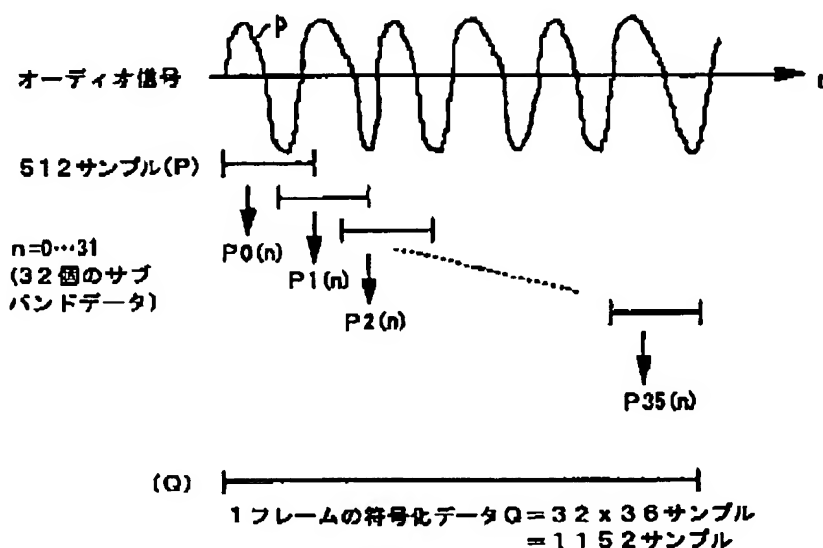 p
オーディオ信号
t
512サンプル(P)
n=0…31
(32個のサブ
バンドデータ)
P0(n)
P1(n)
P2(n)
P35(n)
(Q)
1フレームの符号化データQ=32x36サンプル
=1152サンプル